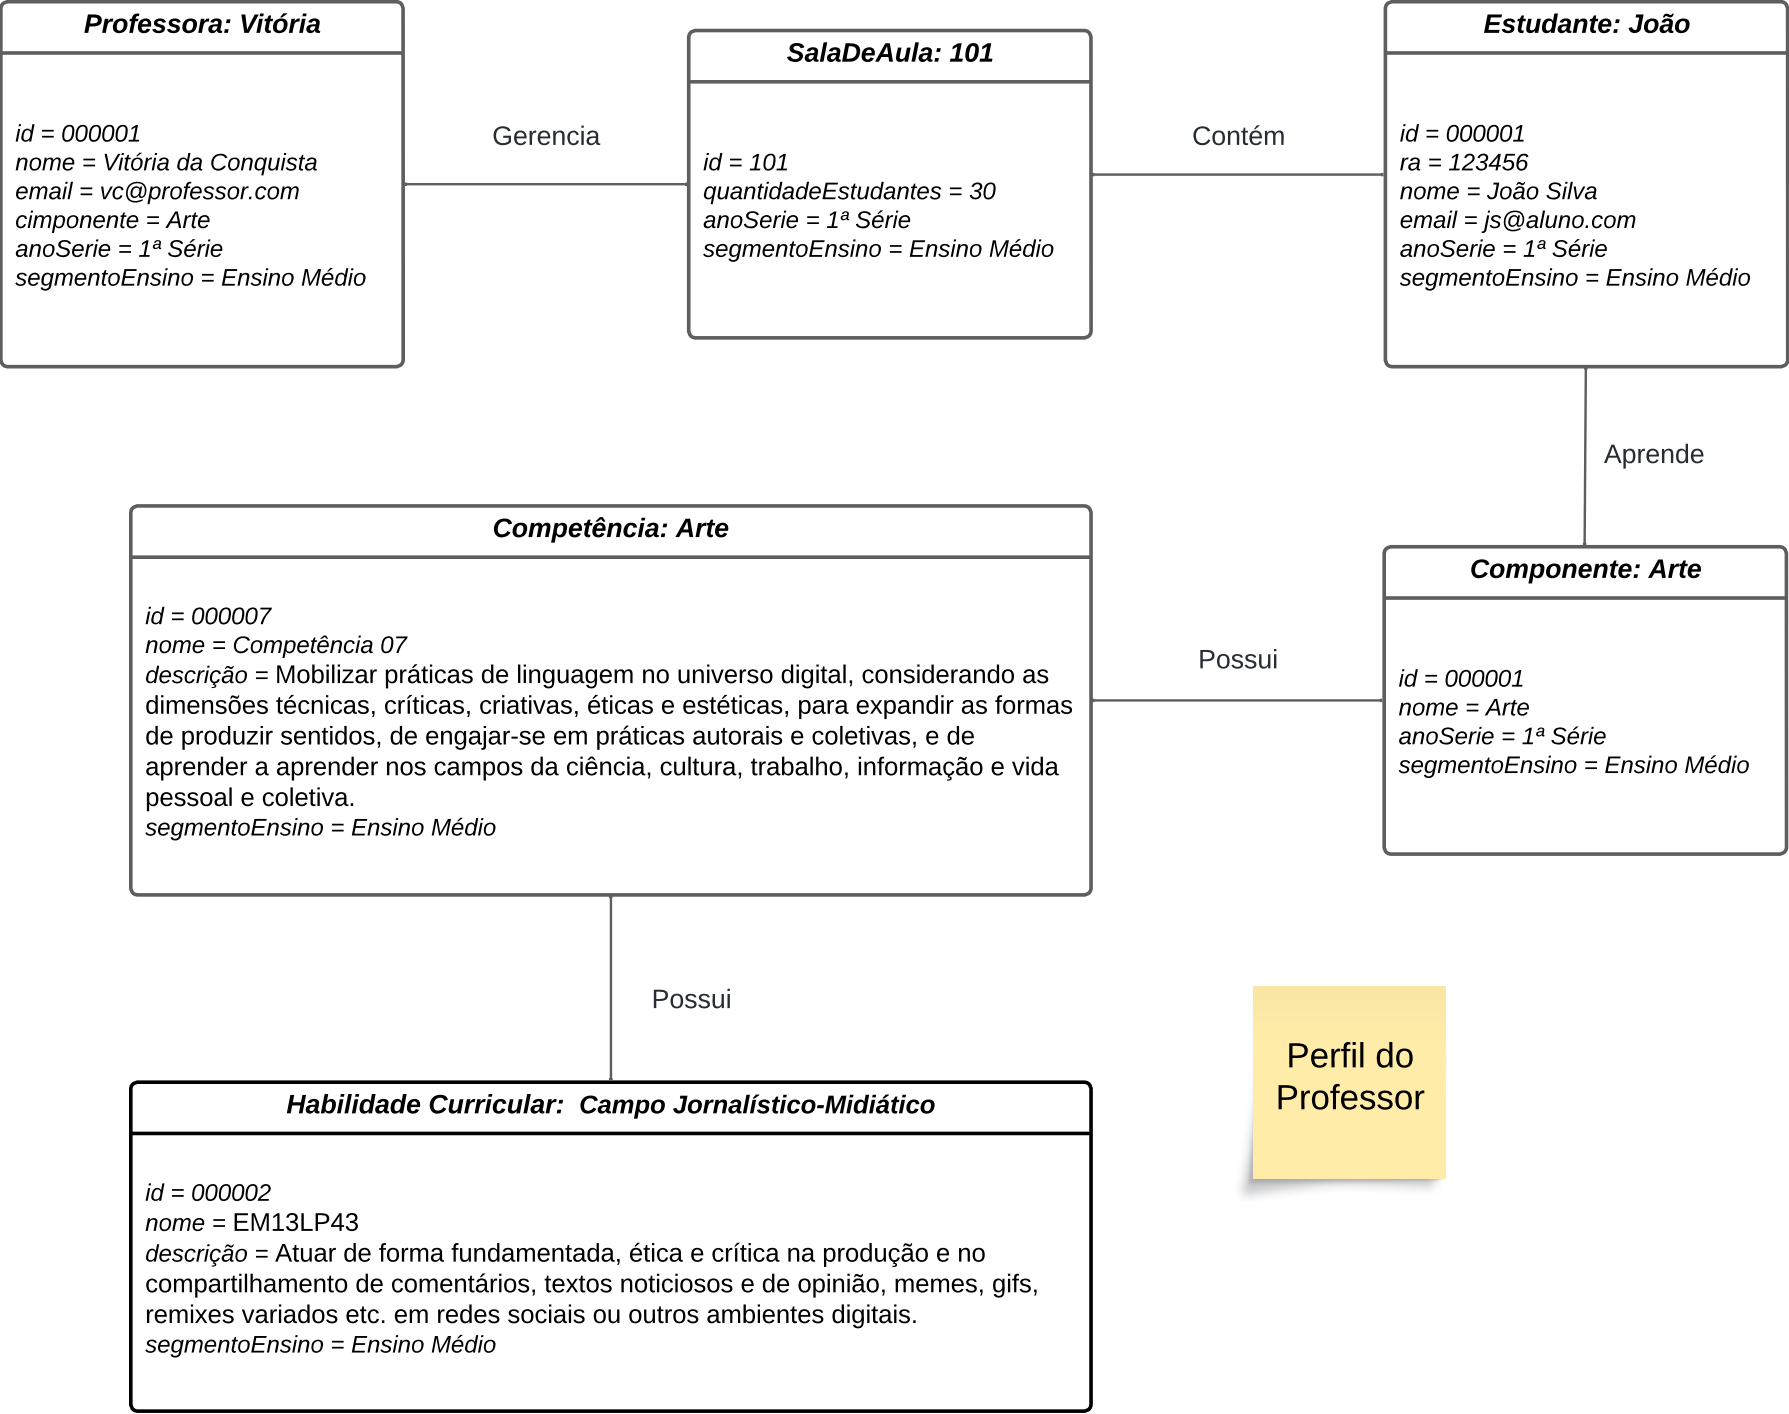 Professora: Vitória
id = 000001
nome = Vitória da Conquista
email = vc@professor.com
cimponente = Arte
anoSerie = 1ª Série
segmentoEnsino = Ensino Médio
Gerencia
SalaDeAula: 101
id = 101
quantidadeEstudantes = 30
anoSerie = 1ª Série
segmentoEnsino = Ensino Médio
Contém
Estudante: João
id = 000001
ra = 123456
nome = João Silva
email = js@aluno.com
anoSerie = 1ª Série
segmentoEnsino = Ensino Médio
Aprende
Componente: Arte
id = 000001
nome = Arte
anoSerie = 1ª Série
segmentoEnsino = Ensino Médio
Possui
Competência: Arte
id = 000007
nome = Competência 07
descrição = Mobilizar práticas de linguagem no universo digital, considerando as
dimensões técnicas, críticas, criativas, éticas e estéticas, para expandir as formas
de produzir sentidos, de engajar-se em práticas autorais e coletivas, e de
aprender a aprender nos campos da ciência, cultura, trabalho, informação e vida
pessoal e coletiva.
segmentoEnsino = Ensino Médio
Possui
Habilidade Curricular: Campo Jornalístico-Midiático
id = 000002
nome = EM13LP43
descrição = Atuar de forma fundamentada, ética e crítica na produção e no
compartilhamento de comentários, textos noticiosos e de opinião, memes, gifs,
remixes variados etc. em redes sociais ou outros ambientes digitais.
segmentoEnsino = Ensino Médio
Perfil do
Professor